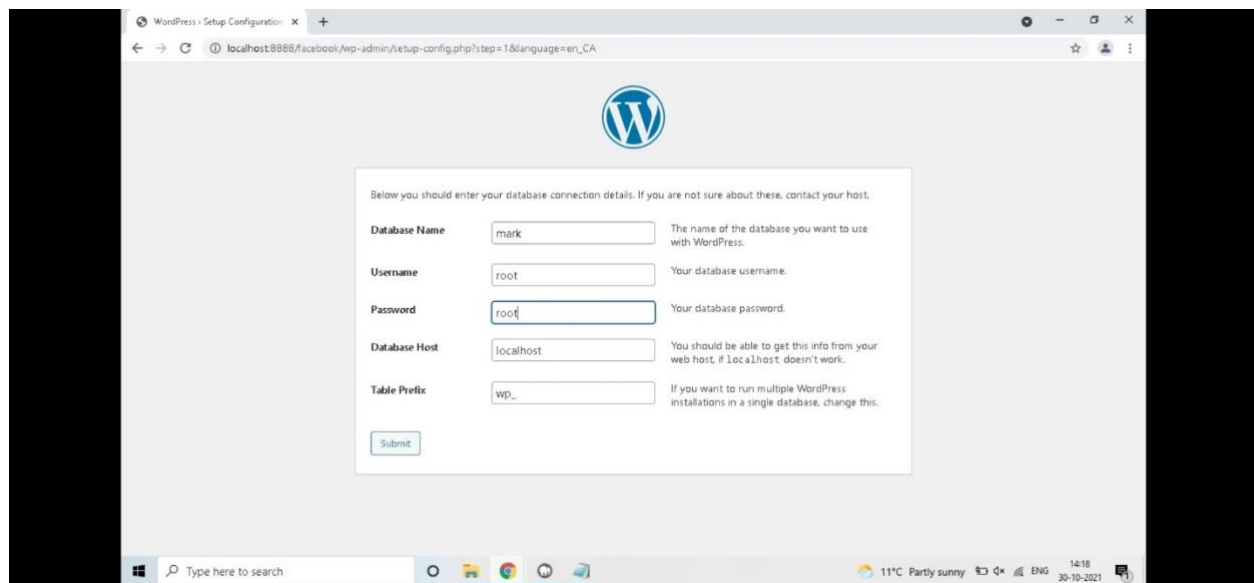 WordPress › Setup Configuration
localhost:8888/facebook/wp-admin/setup-config.php?step=1&language=en_CA
Below you should enter your database connection details. If you are not sure about these, contact your host.
Database Name
mark
The name of the database you want to use
with WordPress.
Username
root
Your database username.
Password
root
Your database password.
Database Host
localhost
You should be able to get this info from your
web host, if localhost doesn't work.
Table Prefix
wp_
If you want to run multiple WordPress
installations in a single database, change this.
Submit
Type here to search
11°C Partly sunny
ENG
14:18
30-10-2021